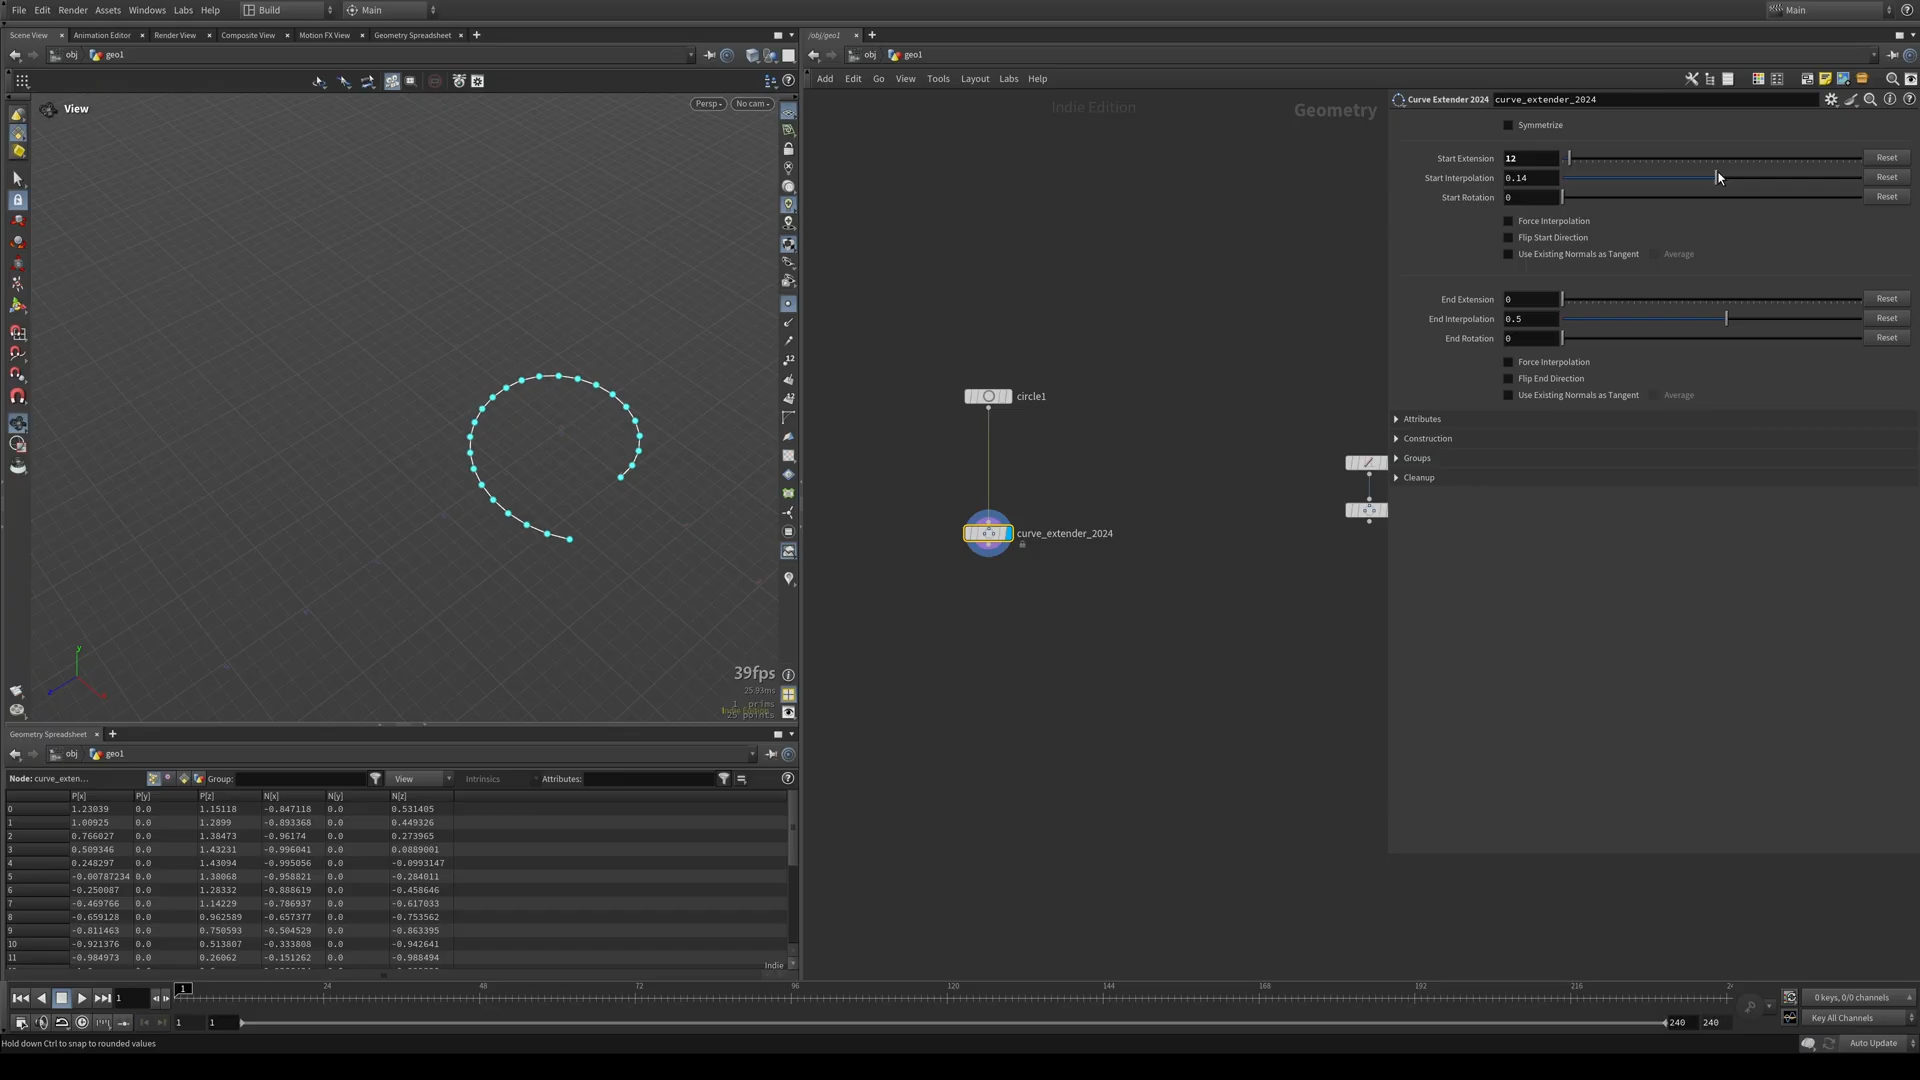 File Edit Render Assets Windows Labs Help Build Main Main
Scene View Animation Editor Render View Composite View Motion FX View Geometry Spreadsheet
obj geo1
View
Persp No cam
39fps
25.93ms
1 prims
25 points
Geometry Spreadsheet
obj geo1
Node: curve_exten... Group: View Intrinsics Attributes:
P[x] P[y] P[z] N[x] N[y] N[z]
0 1.23039 0.0 1.15118 -0.847118 0.0 0.531405
1 1.00925 0.0 1.2899 -0.893368 0.0 0.449326
2 0.766027 0.0 1.38473 -0.96174 0.0 0.273965
3 0.509346 0.0 1.43231 -0.996041 0.0 0.0889001
4 0.248297 0.0 1.43094 -0.995056 0.0 -0.0993147
5 -0.00787234 0.0 1.38068 -0.958821 0.0 -0.284011
6 -0.250087 0.0 1.28332 -0.888619 0.0 -0.458646
7 -0.469766 0.0 1.14229 -0.786937 0.0 -0.617033
8 -0.659128 0.0 0.962589 -0.657377 0.0 -0.753562
9 -0.811463 0.0 0.750593 -0.504529 0.0 -0.863395
10 -0.921376 0.0 0.513807 -0.333808 0.0 -0.942641
11 -0.984973 0.0 0.26062 -0.151262 0.0 -0.988494
Indie
/obj/geo1
obj geo1
Add Edit Go View Tools Layout Labs Help
Indie Edition
Geometry
circle1
curve_extender_2024
Curve Extender 2024 curve_extender_2024
Symmetrize
Start Extension 12 Reset
Start Interpolation 0.14 Reset
Start Rotation 0 Reset
Force Interpolation
Flip Start Direction
Use Existing Normals as Tangent Average
End Extension 0 Reset
End Interpolation 0.5 Reset
End Rotation 0 Reset
Force Interpolation
Flip End Direction
Use Existing Normals as Tangent Average
Attributes
Construction
Groups
Cleanup
1 1 24 48 72 96 120 144 168 192 216
0 keys, 0/0 channels
1 1 240 240 Key All Channels
Hold down Ctrl to snap to rounded values Auto Update